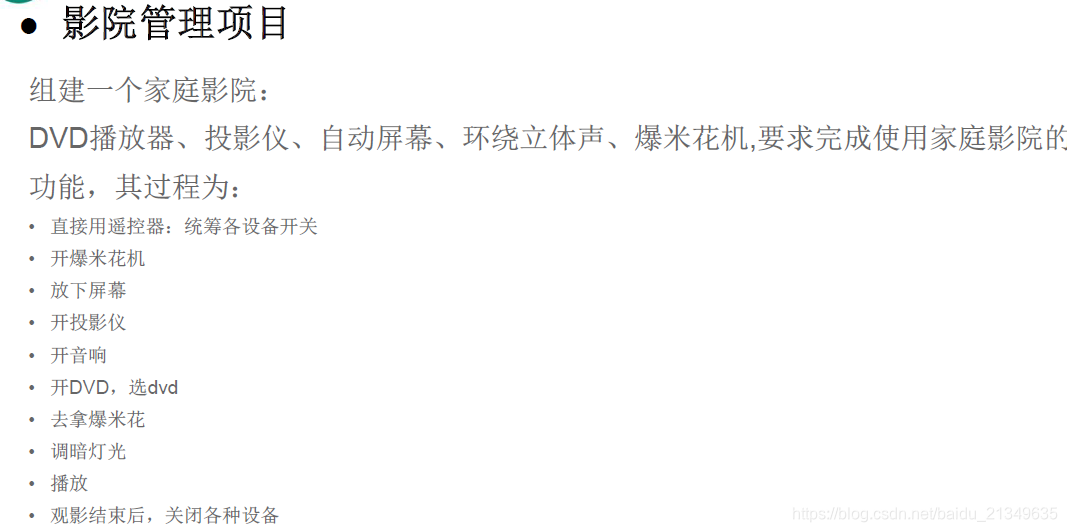 ● 影院管理项目
组建一个家庭影院：
DVD播放器、投影仪、自动屏幕、环绕立体声、爆米花机,要求完成使用家庭影院的
功能，其过程为：
• 直接用遥控器：统筹各设备开关
• 开爆米花机
• 放下屏幕
• 开投影仪
• 开音响
• 开DVD，选dvd
• 去拿爆米花
• 调暗灯光
• 播放
• 观影结束后，关闭各种设备
https://blog.csdn.net/baidu_21349635